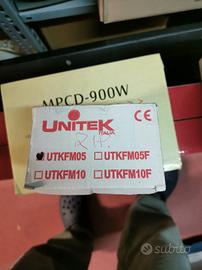 MPCD-900W
UNITEK
ITALIA
CE
UTKFM05 UTKFM05F
UTKFM10 UTKFM10F
subito